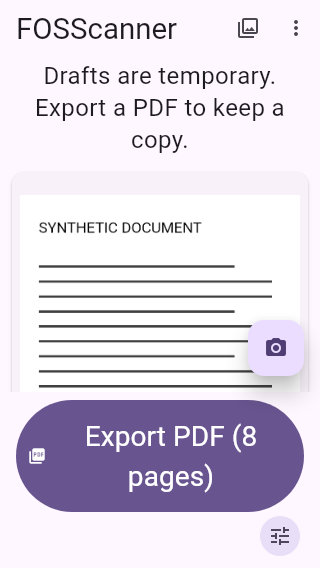 FOSScanner
Drafts are temporary.
Export a PDF to keep a
copy.
SYNTHETIC DOCUMENT
PDF
Export PDF (8
pages)